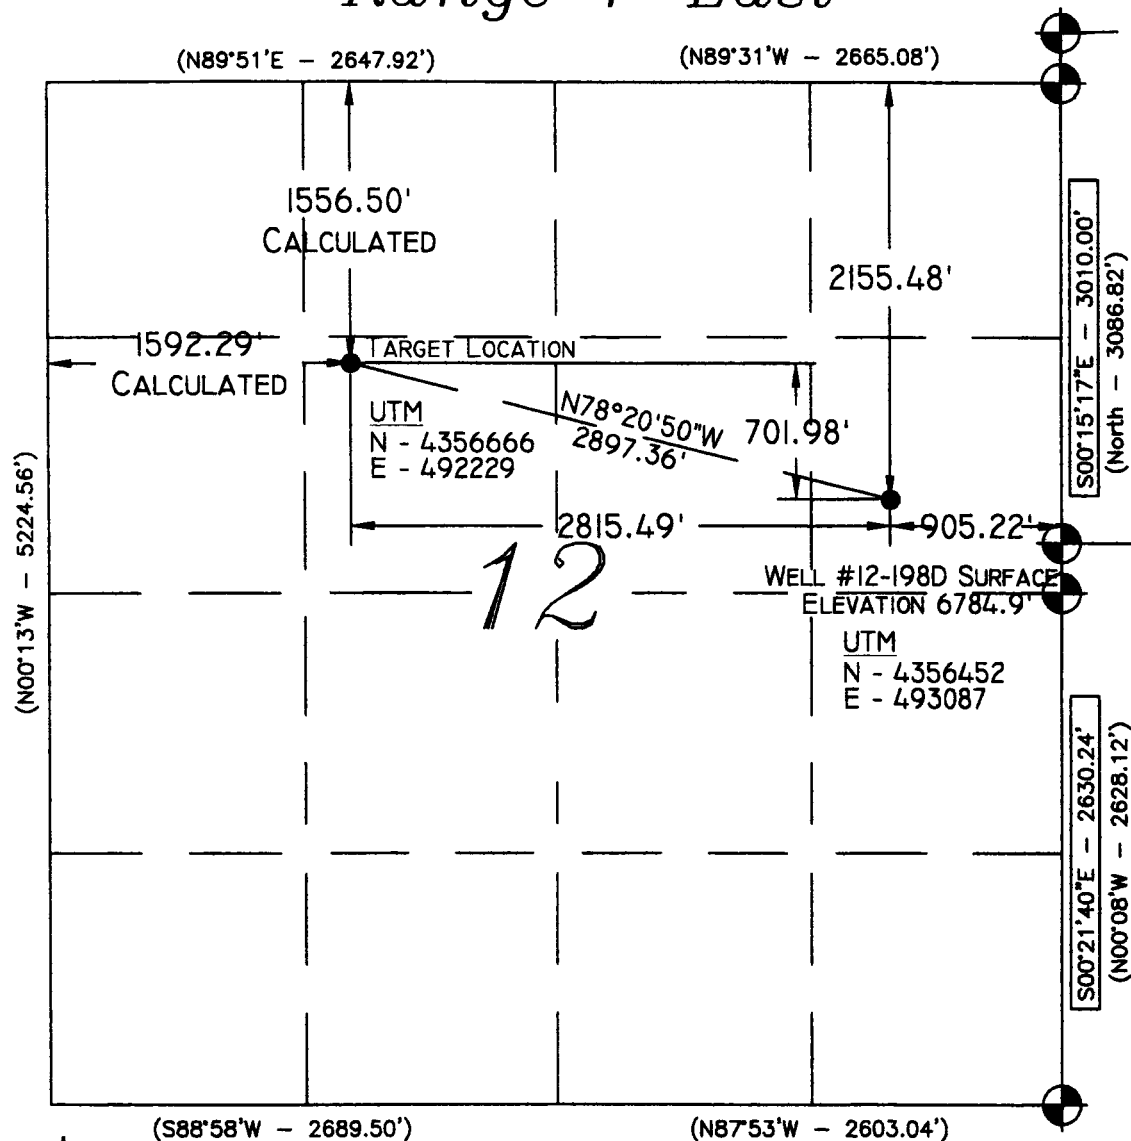 (N89°51'E – 2647.92')
(N89°31'W – 2665.08')
1556.50'
CALCULATED
2155.48'
S00°15'17"E – 3010.00'
(North – 3086.82')
1592.29'
CALCULATED
TARGET LOCATION
UTM
N - 4356666
E - 492229
N78°20'50"W
2897.36'
701.98'
(N00°13'W – 5224.56')
2815.49'
905.22'
12
WELL #12-198D SURFACE
ELEVATION 6784.9'
UTM
N - 4356452
E - 493087
S00°21'40"E – 2630.24'
(N00°08'W – 2628.12')
(S88°58'W – 2689.50')
(N87°53'W – 2603.04')